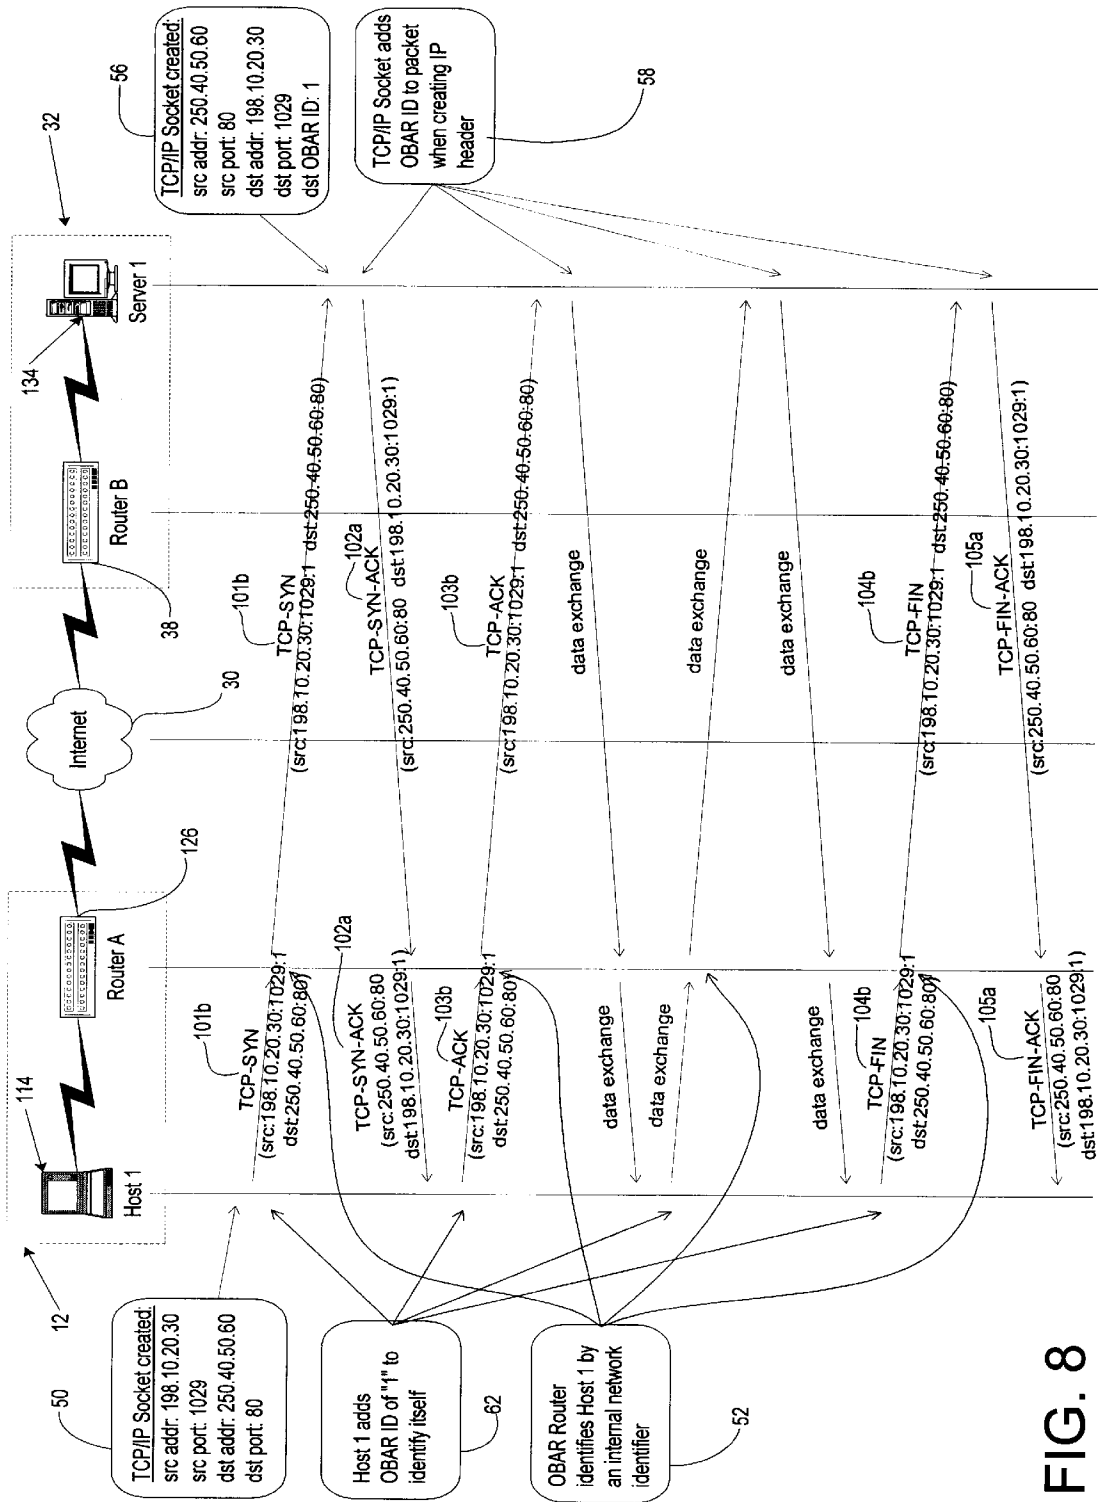 12
114
Host 1
126
Router A
Internet
30
38
Router B
134
Server 1
32
50
TCP/IP Socket created:
src addr: 198.10.20.30
src port: 1029
dst addr: 250.40.50.60
dst port: 80
Host 1 adds
OBAR ID of "1" to
identify itself
62
OBAR Router
identifies Host 1 by
an internal network
identifier
52
56
TCP/IP Socket created:
src addr: 250.40.50.60
src port: 80
dst addr: 198.10.20.30
dst port: 1029
dst OBAR ID: 1
TCP/IP Socket adds
OBAR ID to packet
when creating IP
header
58
101b
TCP-SYN
(src:198.10.20.30:1029:1
dst:250.40.50.60:80)
101b
TCP-SYN
(src:198.10.20.30:1029:1 dst:250.40.50.60:80)
102a
TCP-SYN-ACK
(src:250.40.50.60:80
dst:198.10.20.30:1029:1)
102a
TCP-SYN-ACK
(src:250.40.50.60:80 dst:198.10.20.30:1029:1)
103b
TCP-ACK
(src:198.10.20.30:1029:1
dst:250.40.50.60:80)
103b
TCP-ACK
(src:198.10.20.30:1029:1 dst:250.40.50.60:80)
data exchange
data exchange
data exchange
data exchange
data exchange
data exchange
104b
TCP-FIN
(src:198.10.20.30:1029:1
dst:250.40.50.60:80)
104b
TCP-FIN
(src:198.10.20.30:1029:1 dst:250.40.50.60:80)
105a
TCP-FIN-ACK
(src:250.40.50.60:80
dst:198.10.20.30:1029:1)
105a
TCP-FIN-ACK
(src:250.40.50.60:80 dst:198.10.20.30:1029:1)
FIG. 8